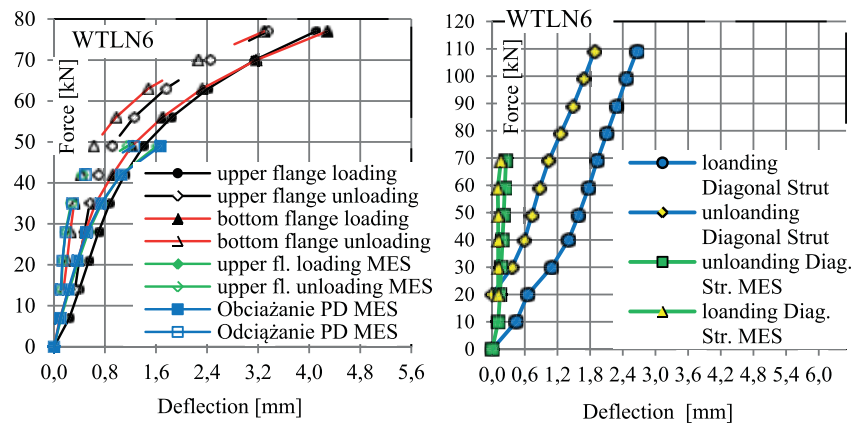 WTLN6
Force [kN]
80
70
60
50
40
30
20
10
0
0,0 0,8 1,6 2,4 3,2 4,0 4,8 5,6
Deflection [mm]
upper flange loading
upper flange unloading
bottom flange loading
bottom flange unloading
upper fl. loading MES
upper fl. unloading MES
Obciażanie PD MES
Odciążanie PD MES
WTLN6
Force [kN]
120
110
100
90
80
70
60
50
40
30
20
10
0
0,0 0,6 1,2 1,8 2,4 3,0 3,6 4,2 4,8 5,4 6,0
Deflection [mm]
loanding
Diagonal Strut
unloanding
Diagonal Strut
unloanding Diag.
Str. MES
loanding Diag.
Str. MES